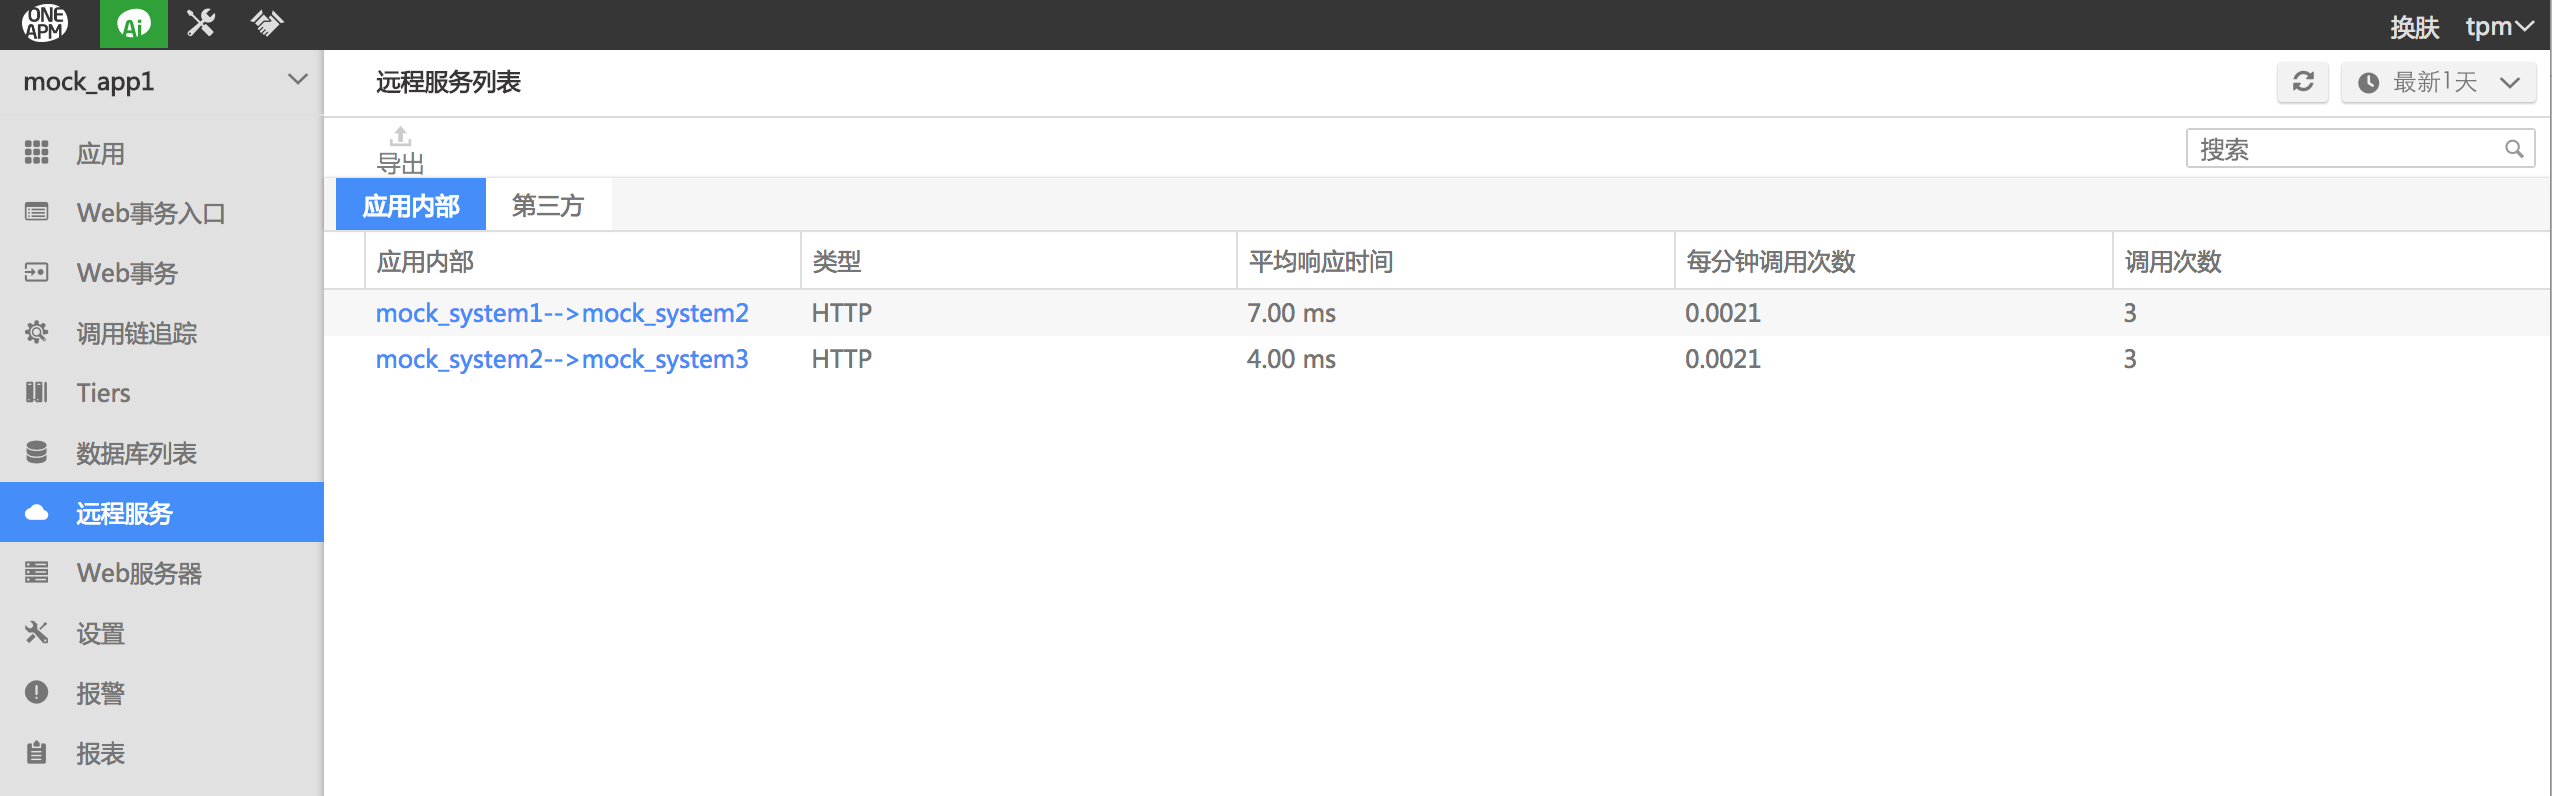 ONE
APM
Ai
换肤 tpm
mock_app1
应用
Web事务入口
Web事务
调用链追踪
Tiers
数据库列表
远程服务
Web服务器
设置
报警
报表
远程服务列表
最新1天
导出
搜索
应用内部 第三方
应用内部 类型 平均响应时间 每分钟调用次数 调用次数
mock_system1-->mock_system2 HTTP 7.00 ms 0.0021 3
mock_system2-->mock_system3 HTTP 4.00 ms 0.0021 3